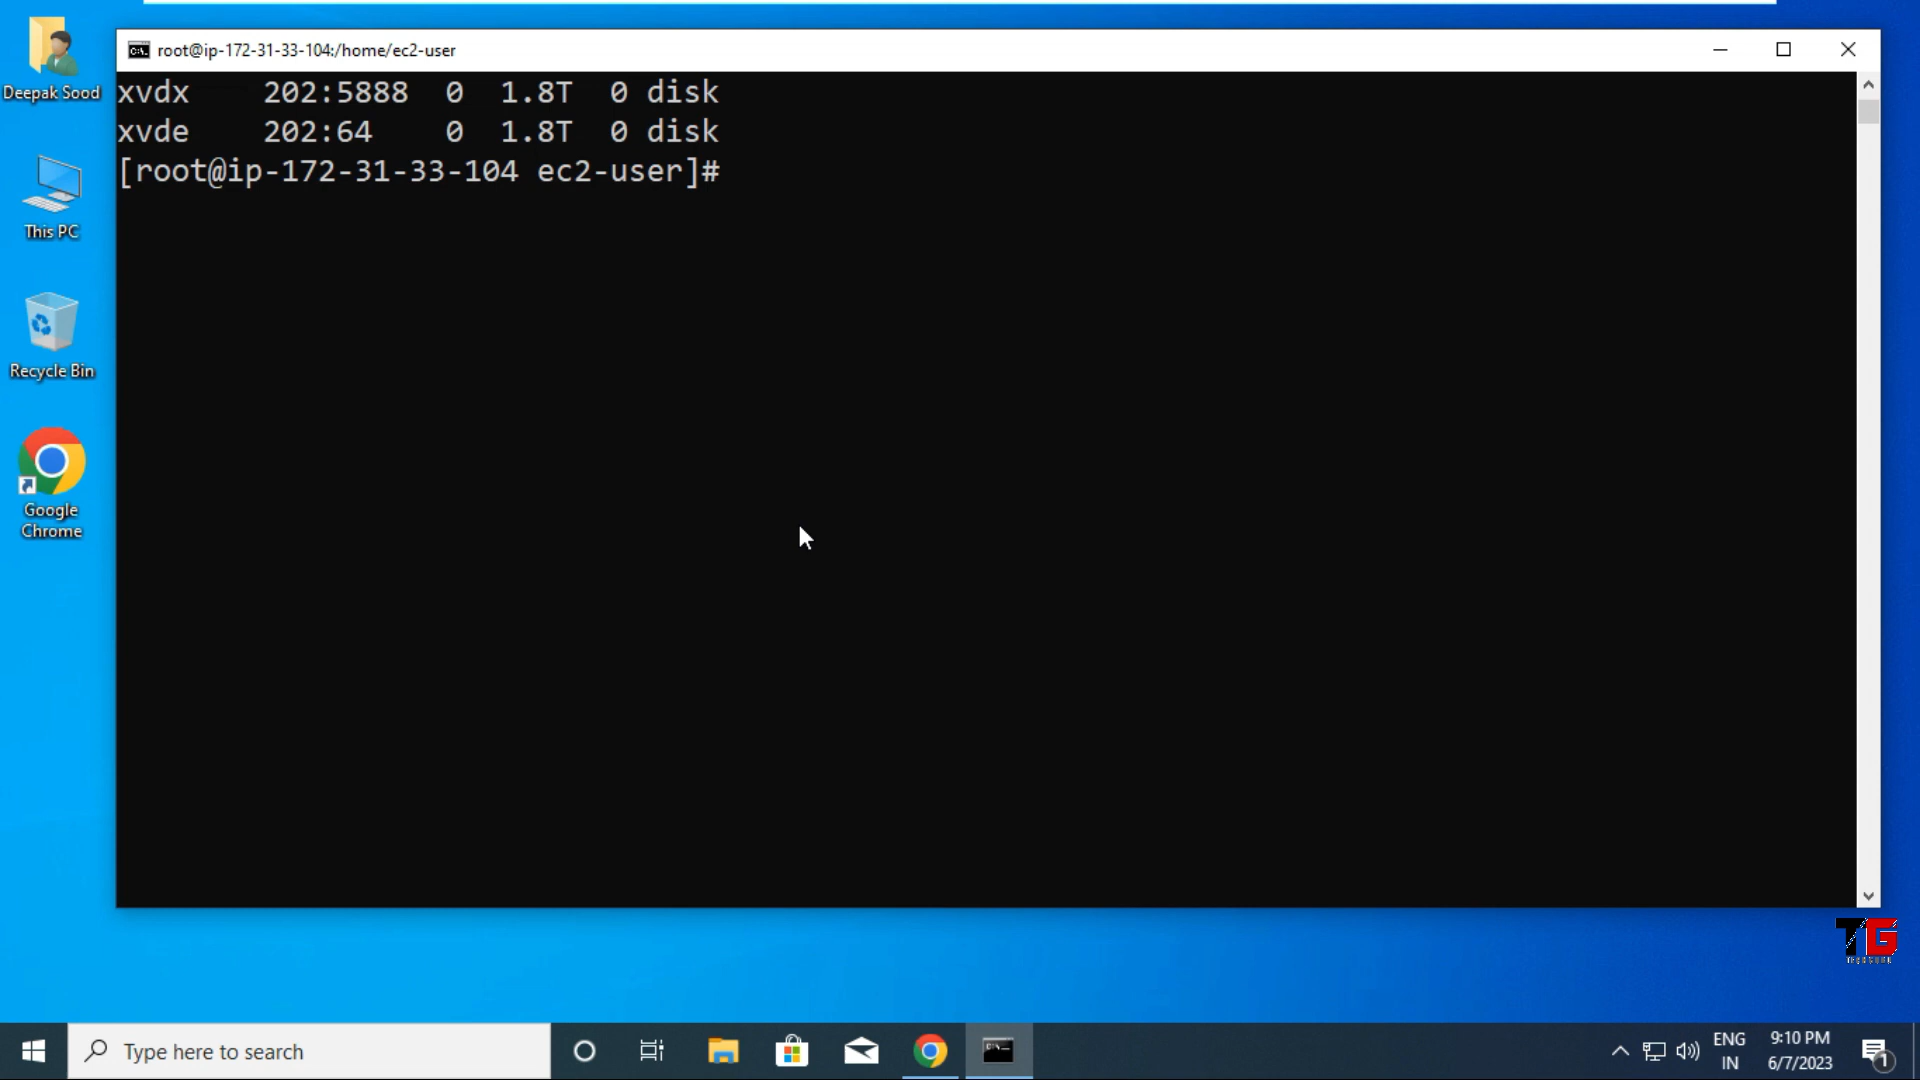 Deepak Sood
This PC
Recycle Bin
Google
Chrome
root@ip-172-31-33-104:/home/ec2-user
xvdx    202:5888  0  1.8T  0 disk
xvde    202:64    0  1.8T  0 disk
[root@ip-172-31-33-104 ec2-user]#
TG
Type here to search
ENG
IN
9:10 PM
6/7/2023
1